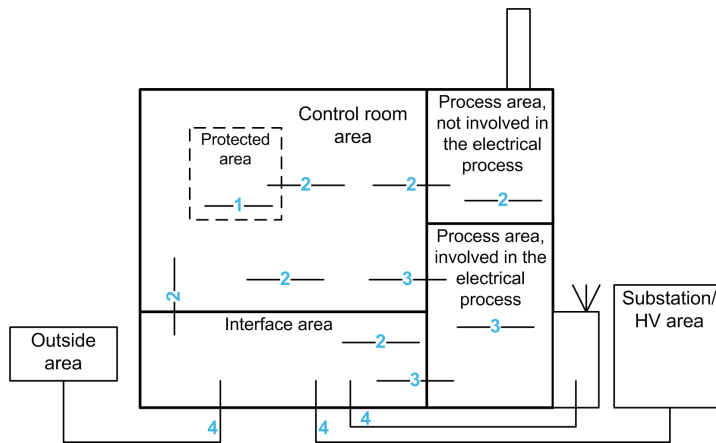 Control room
area
Protected
area
1
2
2
2
3
2
Process area,
not involved in
the electrical
process
2
Process area,
involved in the
electrical
process
3
Interface area
2
3
Outside
area
Substation/
HV area
4
4
4